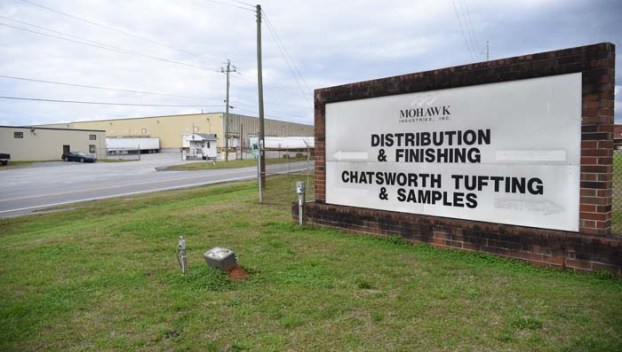 MOHAWK
INDUSTRIES, INC.
DISTRIBUTION
& FINISHING
CHATSWORTH TUFTING
& SAMPLES